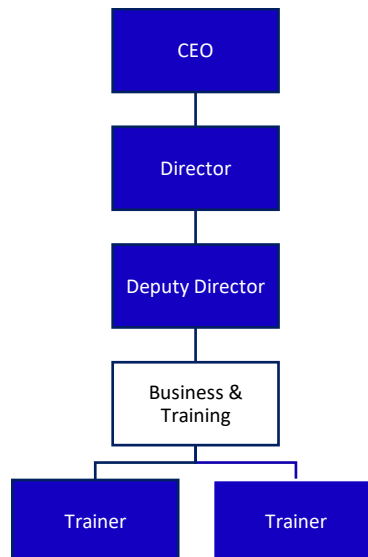 CEO
Director
Deputy Director
Business &
Training
Trainer
Trainer